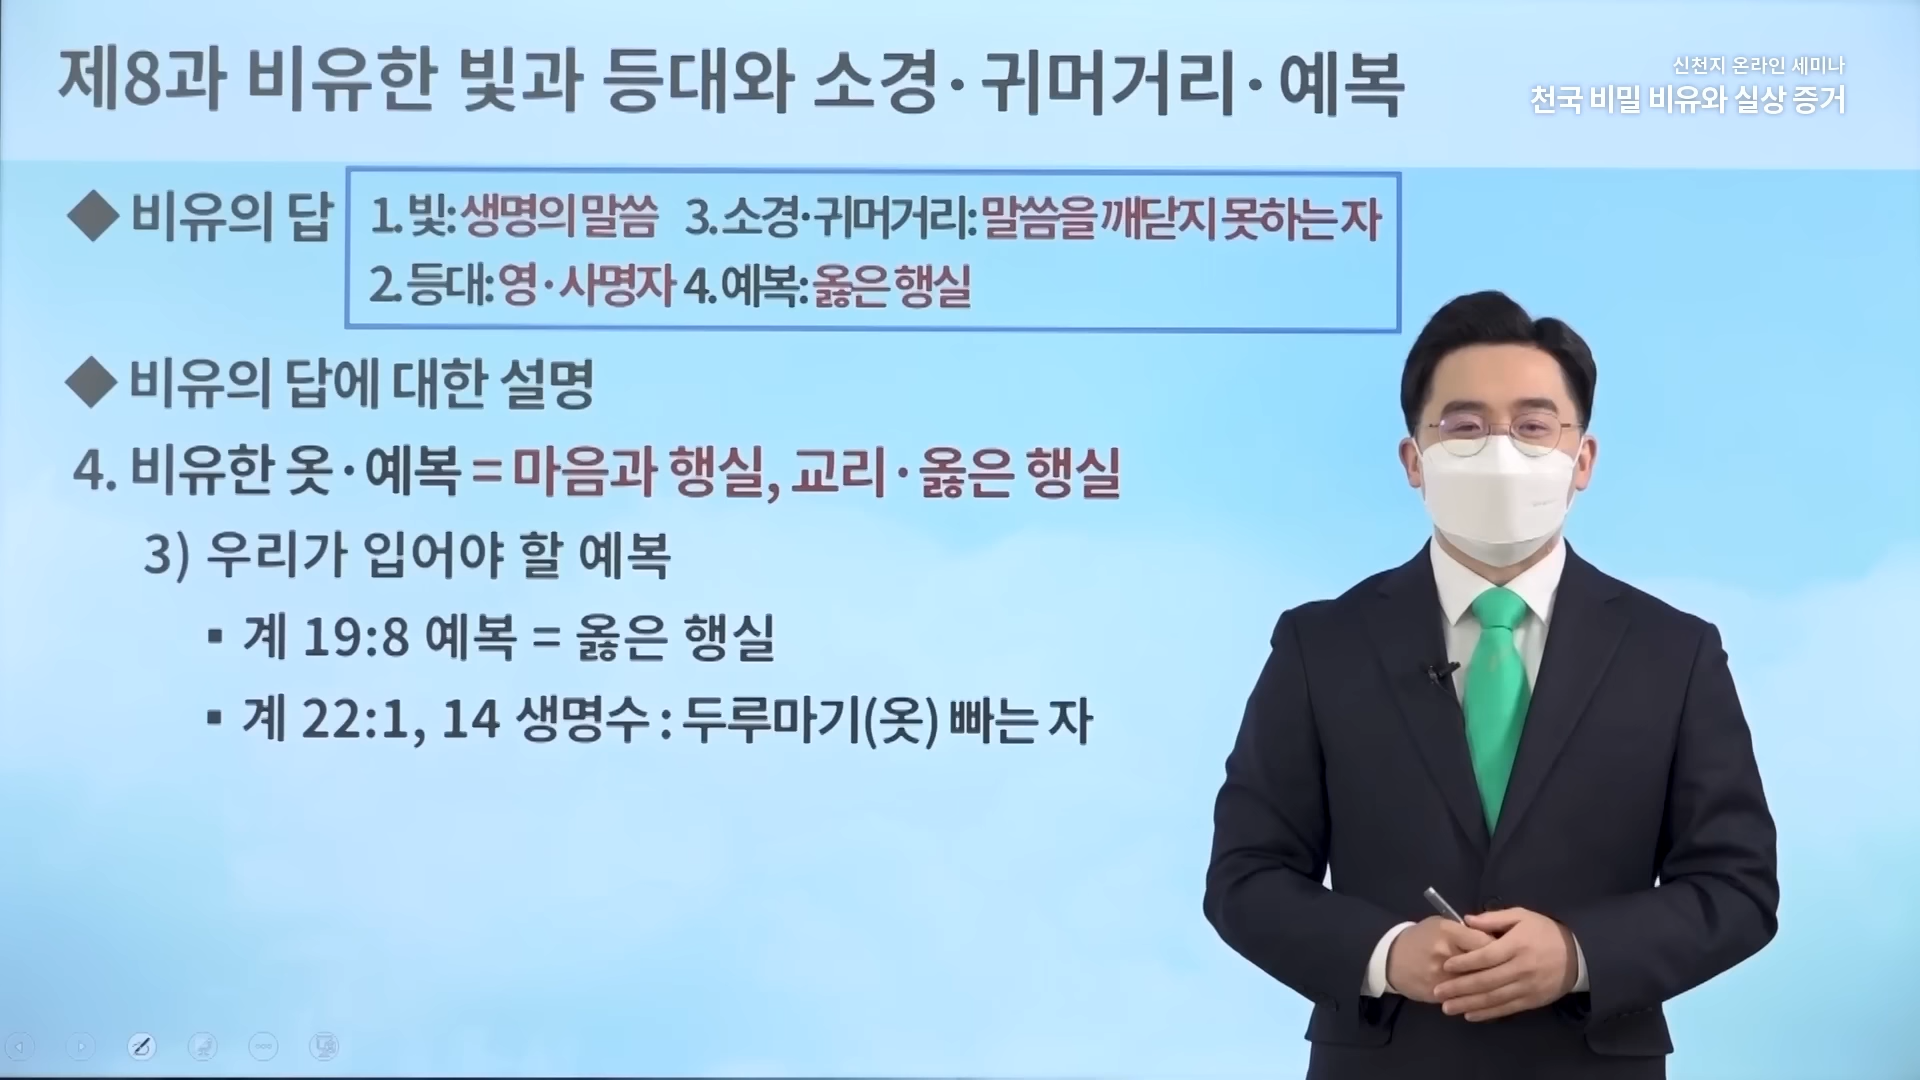 제8과 비유한 빛과 등대와 소경·귀머거리·예복
신천지 온라인 세미나
천국 비밀 비유와 실상 증거
◆ 비유의 답
1. 빛: 생명의 말씀 3. 소경·귀머거리: 말씀을 깨닫지 못하는 자
2. 등대: 영·사명자 4. 예복: 옳은 행실
◆ 비유의 답에 대한 설명
4. 비유한 옷·예복 = 마음과 행실, 교리·옳은 행실
3) 우리가 입어야 할 예복
▪ 계 19:8 예복 = 옳은 행실
▪ 계 22:1, 14 생명수 : 두루마기(옷) 빠는 자